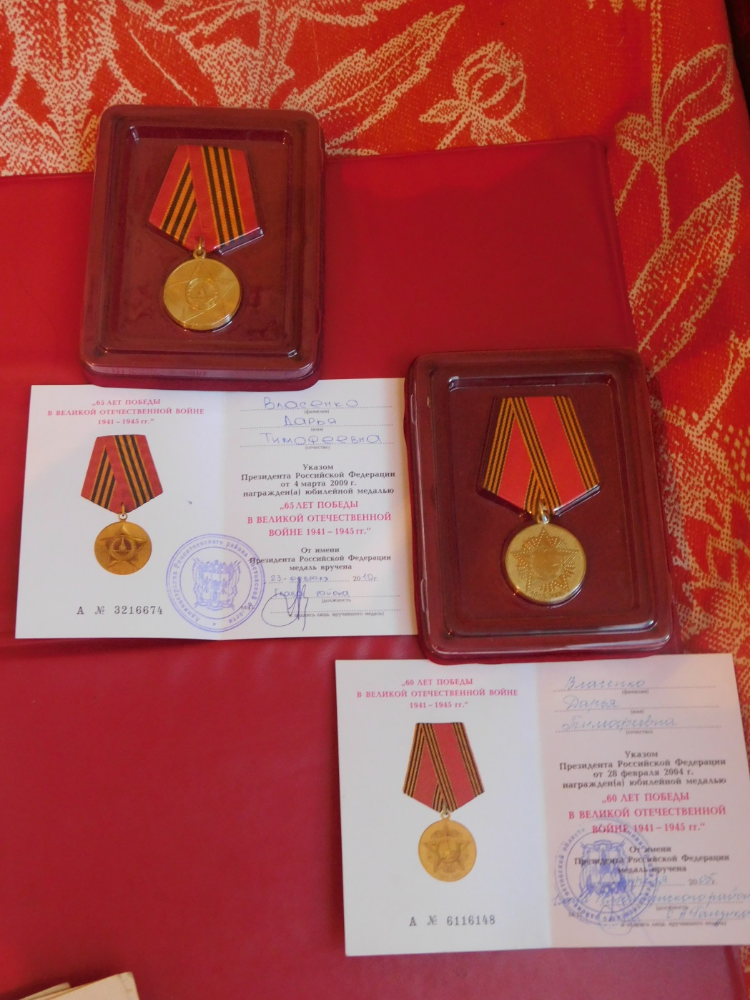 „65 ЛЕТ ПОБЕДЫ
В ВЕЛИКОЙ ОТЕЧЕСТВЕННОЙ ВОЙНЕ
1941–1945 гг.“
А № 3216674
Власенко
(фамилия)
Дарья
(имя)
Тимофеевна
(отчество)
Указом
Президента Российской Федерации
от 4 марта 2009 г.
награжден(а) юбилейной медалью
„65 ЛЕТ ПОБЕДЫ
В ВЕЛИКОЙ ОТЕЧЕСТВЕННОЙ
ВОЙНЕ 1941–1945 гг.“
От имени
Президента Российской Федерации
медаль вручена
23 февраля 2010 г.
Глава района
(должность
и подпись лица, вручившего медаль)
„60 ЛЕТ ПОБЕДЫ
В ВЕЛИКОЙ ОТЕЧЕСТВЕННОЙ ВОЙНЕ
1941–1945 гг.“
А № 6116148
Власенко
(фамилия)
Дарья
(имя)
Тимофеевна
(отчество)
Указом
Президента Российской Федерации
от 28 февраля 2004 г.
награжден(а) юбилейной медалью
„60 ЛЕТ ПОБЕДЫ
В ВЕЛИКОЙ ОТЕЧЕСТВЕННОЙ
ВОЙНЕ 1941–1945 гг.“
От имени
Президента Российской Федерации
медаль вручена
2005 г.
района
(должность
и подпись лица, вручившего медаль)